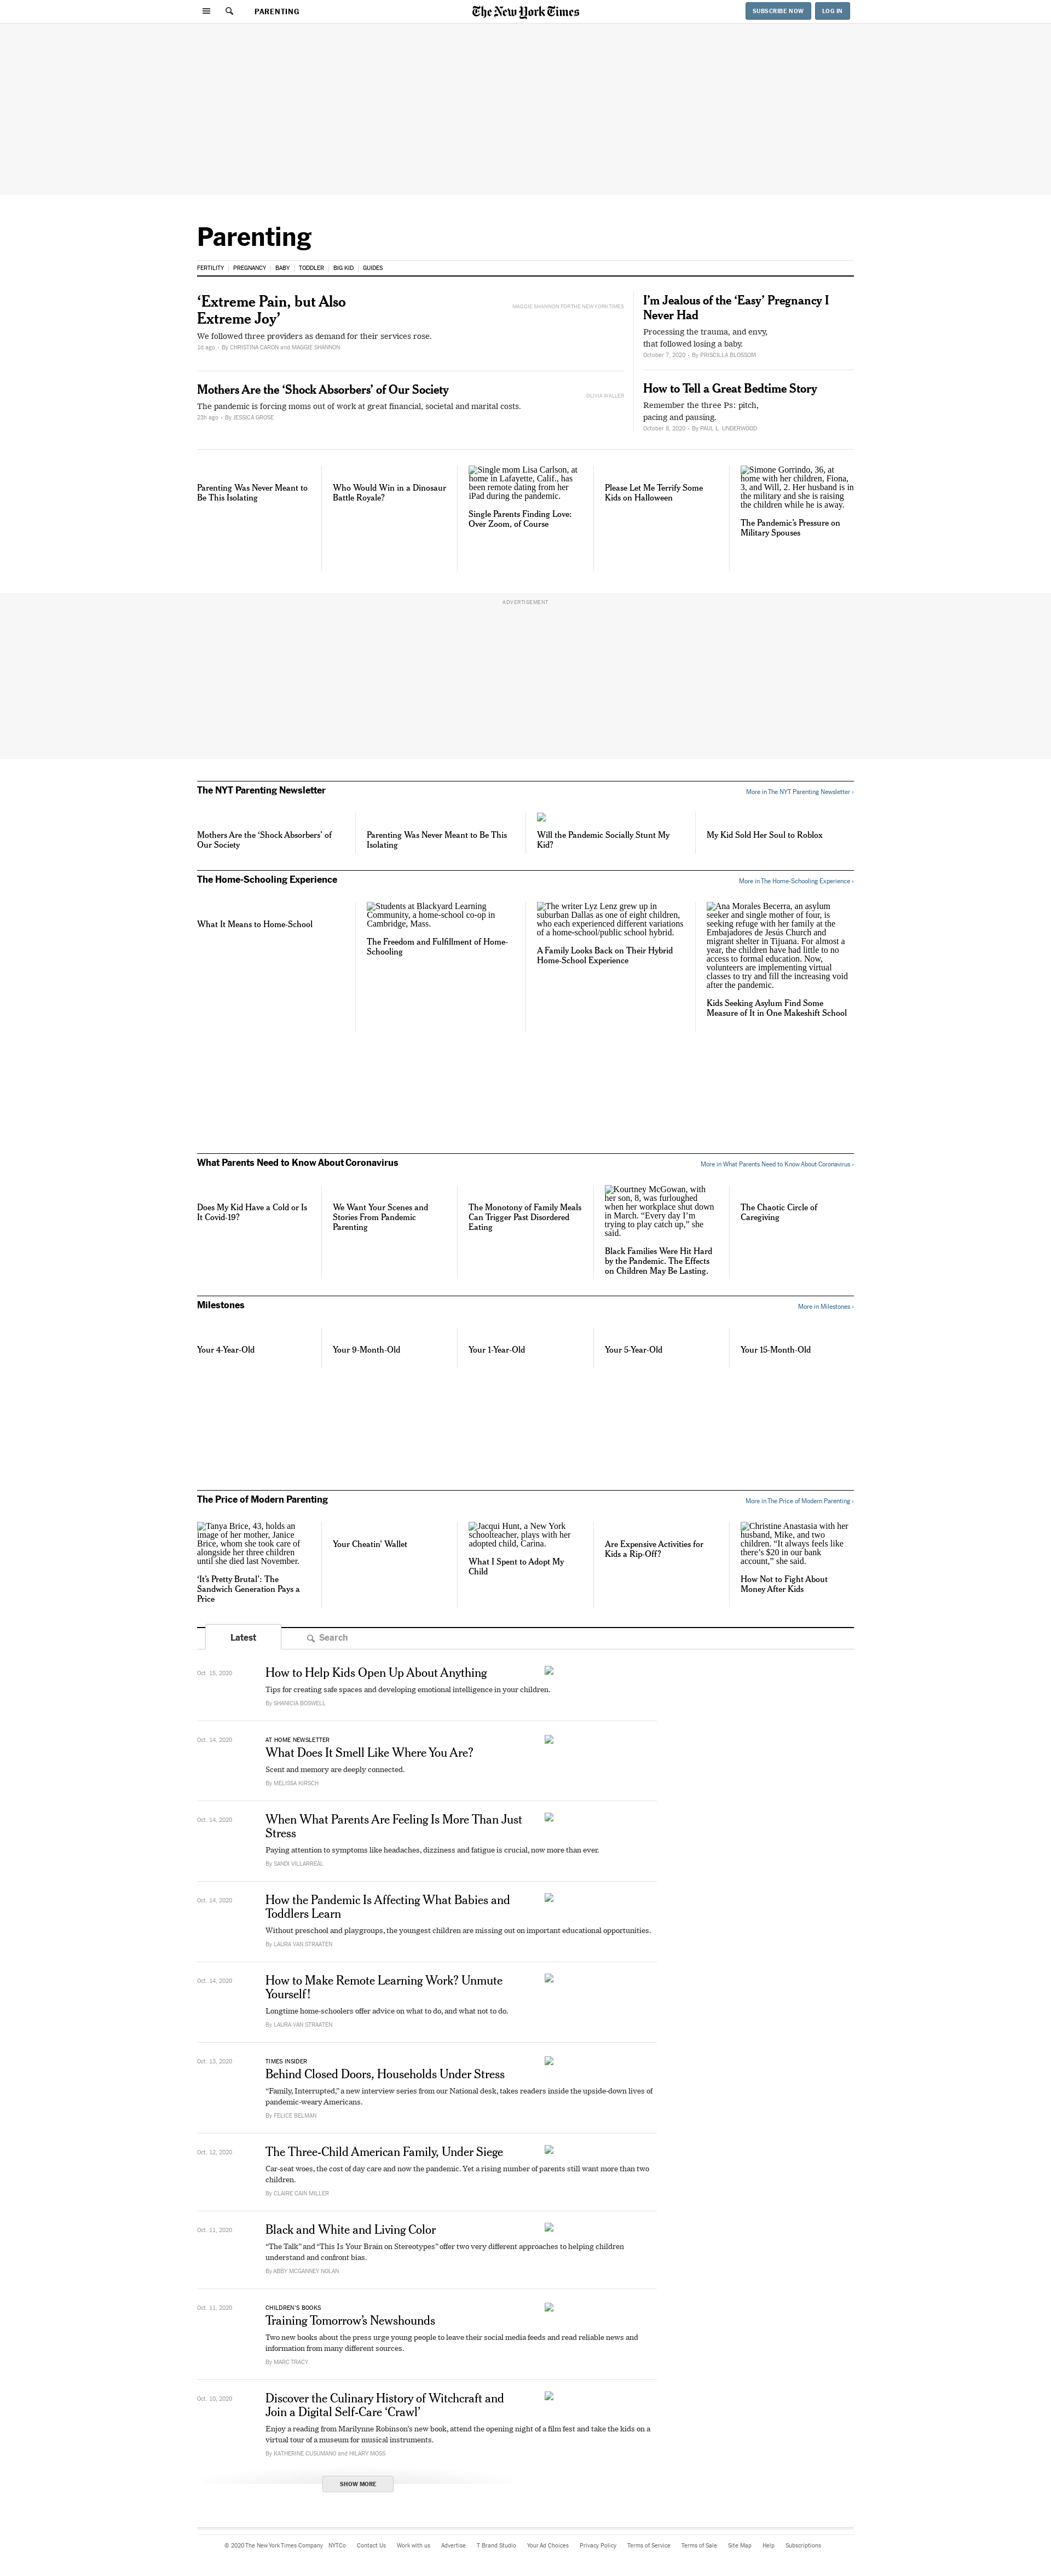 PARENTING
The New York Times
SUBSCRIBE NOW
LOG IN
Parenting
FERTILITY
PREGNANCY
BABY
TODDLER
BIG KID
GUIDES
‘Extreme Pain, but Also
Extreme Joy’
We followed three providers as demand for their services rose.
1d ago • By CHRISTINA CARON and MAGGIE SHANNON
MAGGIE SHANNON FOR THE NEW YORK TIMES
Mothers Are the ‘Shock Absorbers’ of Our Society
The pandemic is forcing moms out of work at great financial, societal and marital costs.
23h ago • By JESSICA GROSE
OLIVIA WALLER
I’m Jealous of the ‘Easy’ Pregnancy I
Never Had
Processing the trauma, and envy,
that followed losing a baby.
October 7, 2020 • By PRISCILLA BLOSSOM
How to Tell a Great Bedtime Story
Remember the three Ps: pitch,
pacing and pausing.
October 8, 2020 • By PAUL L. UNDERWOOD
Parenting Was Never Meant to
Be This Isolating
Who Would Win in a Dinosaur
Battle Royale?
Single mom Lisa Carlson, at
home in Lafayette, Calif., has
been remote dating from her
iPad during the pandemic.
Single Parents Finding Love:
Over Zoom, of Course
Please Let Me Terrify Some
Kids on Halloween
Simone Gorrindo, 36, at
home with her children, Fiona,
3, and Will, 2. Her husband is in
the military and she is raising
the children while he is away.
The Pandemic’s Pressure on
Military Spouses
ADVERTISEMENT
The NYT Parenting Newsletter
More in The NYT Parenting Newsletter ›
Mothers Are the ‘Shock Absorbers’ of
Our Society
Parenting Was Never Meant to Be This
Isolating
Will the Pandemic Socially Stunt My
Kid?
My Kid Sold Her Soul to Roblox
The Home-Schooling Experience
More in The Home-Schooling Experience ›
What It Means to Home-School
Students at Blackyard Learning
Community, a home-school co-op in
Cambridge, Mass.
The Freedom and Fulfillment of Home-
Schooling
The writer Lyz Lenz grew up in
suburban Dallas as one of eight children,
who each experienced different variations
of a home-school/public school hybrid.
A Family Looks Back on Their Hybrid
Home-School Experience
Ana Morales Becerra, an asylum
seeker and single mother of four, is
seeking refuge with her family at the
Embajadores de Jesús Church and
migrant shelter in Tijuana. For almost a
year, the children have had little to no
access to formal education. Now,
volunteers are implementing virtual
classes to try and fill the increasing void
after the pandemic.
Kids Seeking Asylum Find Some
Measure of It in One Makeshift School
What Parents Need to Know About Coronavirus
More in What Parents Need to Know About Coronavirus ›
Does My Kid Have a Cold or Is
It Covid-19?
We Want Your Scenes and
Stories From Pandemic
Parenting
The Monotony of Family Meals
Can Trigger Past Disordered
Eating
Kourtney McGowan, with
her son, 8, was furloughed
when her workplace shut down
in March. “Every day I’m
trying to play catch up,” she
said.
Black Families Were Hit Hard
by the Pandemic. The Effects
on Children May Be Lasting.
The Chaotic Circle of
Caregiving
Milestones
More in Milestones ›
Your 4-Year-Old
Your 9-Month-Old
Your 1-Year-Old
Your 5-Year-Old
Your 15-Month-Old
The Price of Modern Parenting
More in The Price of Modern Parenting ›
Tanya Brice, 43, holds an
image of her mother, Janice
Brice, whom she took care of
alongside her three children
until she died last November.
‘It’s Pretty Brutal’: The
Sandwich Generation Pays a
Price
Your Cheatin’ Wallet
Jacqui Hunt, a New York
schoolteacher, plays with her
adopted child, Carina.
What I Spent to Adopt My
Child
Are Expensive Activities for
Kids a Rip-Off?
Christine Anastasia with her
husband, Mike, and two
children. “It always feels like
there’s $20 in our bank
account,” she said.
How Not to Fight About
Money After Kids
Latest
Search
Oct. 15, 2020
How to Help Kids Open Up About Anything
Tips for creating safe spaces and developing emotional intelligence in your children.
By SHANICIA BOSWELL
Oct. 14, 2020
AT HOME NEWSLETTER
What Does It Smell Like Where You Are?
Scent and memory are deeply connected.
By MELISSA KIRSCH
Oct. 14, 2020
When What Parents Are Feeling Is More Than Just
Stress
Paying attention to symptoms like headaches, dizziness and fatigue is crucial, now more than ever.
By SANDI VILLARREAL
Oct. 14, 2020
How the Pandemic Is Affecting What Babies and
Toddlers Learn
Without preschool and playgroups, the youngest children are missing out on important educational opportunities.
By LAURA VAN STRAATEN
Oct. 14, 2020
How to Make Remote Learning Work? Unmute
Yourself!
Longtime home-schoolers offer advice on what to do, and what not to do.
By LAURA VAN STRAATEN
Oct. 13, 2020
TIMES INSIDER
Behind Closed Doors, Households Under Stress
“Family, Interrupted,” a new interview series from our National desk, takes readers inside the upside-down lives of
pandemic-weary Americans.
By FELICE BELMAN
Oct. 12, 2020
The Three-Child American Family, Under Siege
Car-seat woes, the cost of day care and now the pandemic. Yet a rising number of parents still want more than two
children.
By CLAIRE CAIN MILLER
Oct. 11, 2020
Black and White and Living Color
“The Talk” and “This Is Your Brain on Stereotypes” offer two very different approaches to helping children
understand and confront bias.
By ABBY MCGANNEY NOLAN
Oct. 11, 2020
CHILDREN’S BOOKS
Training Tomorrow’s Newshounds
Two new books about the press urge young people to leave their social media feeds and read reliable news and
information from many different sources.
By MARC TRACY
Oct. 10, 2020
Discover the Culinary History of Witchcraft and
Join a Digital Self-Care ‘Crawl’
Enjoy a reading from Marilynne Robinson’s new book, attend the opening night of a film fest and take the kids on a
virtual tour of a museum for musical instruments.
By KATHERINE CUSUMANO and HILARY MOSS
SHOW MORE
© 2020 The New York Times Company
NYTCo
Contact Us
Work with us
Advertise
T Brand Studio
Your Ad Choices
Privacy Policy
Terms of Service
Terms of Sale
Site Map
Help
Subscriptions